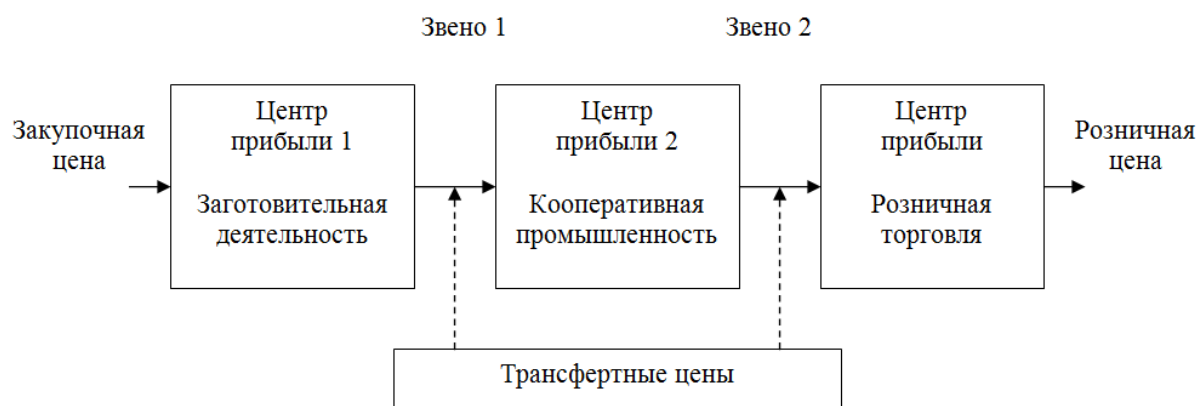 Звено 1
Звено 2
Закупочная
цена
Центр
прибыли 1
Заготовительная
деятельность
Центр
прибыли 2
Кооперативная
промышленность
Центр
прибыли
Розничная
торговля
Розничная
цена
Трансфертные цены